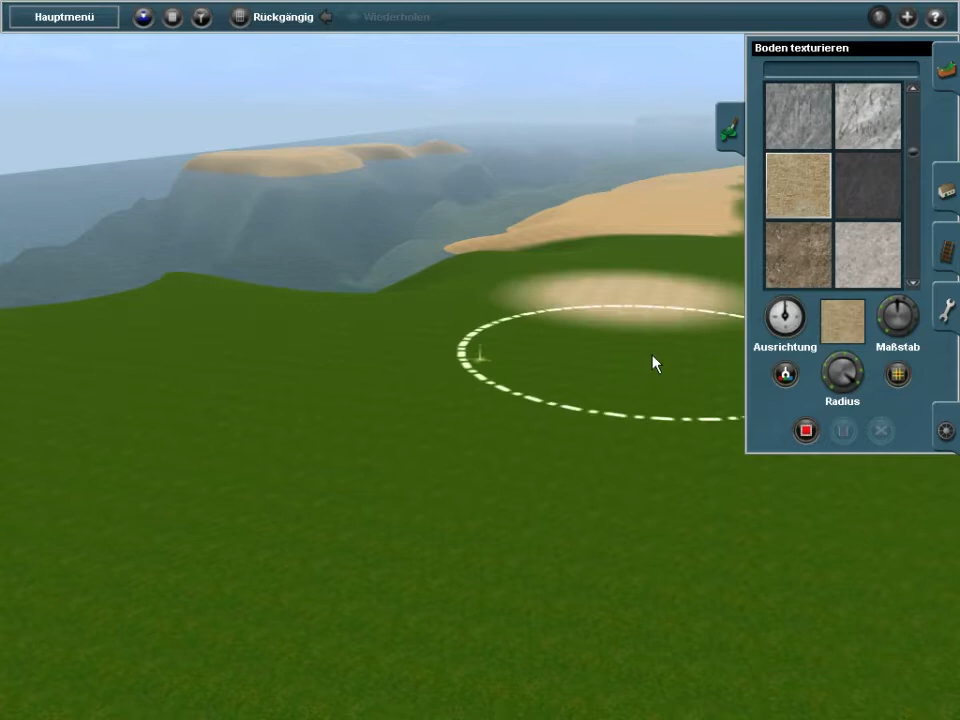 Hauptmenü
Rückgängig
Wiederholen
Boden texturieren
Ausrichtung
Maßstab
Radius